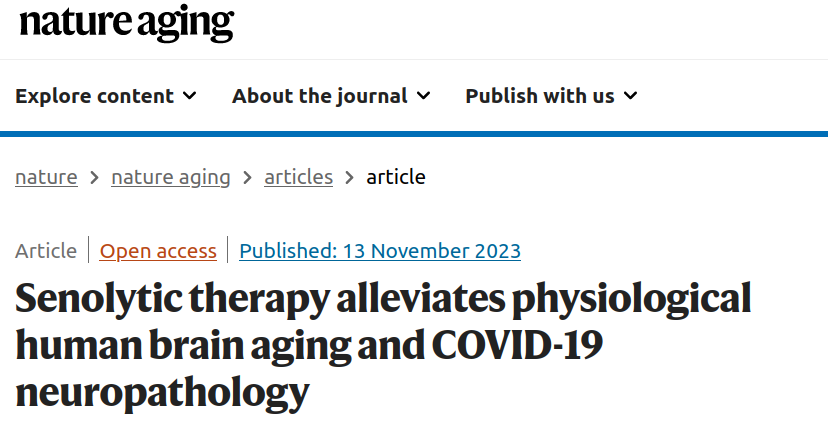 nature aging
Explore content About the journal Publish with us
nature > nature aging > articles > article
Article Open access Published: 13 November 2023
Senolytic therapy alleviates physiological
human brain aging and COVID-19
neuropathology